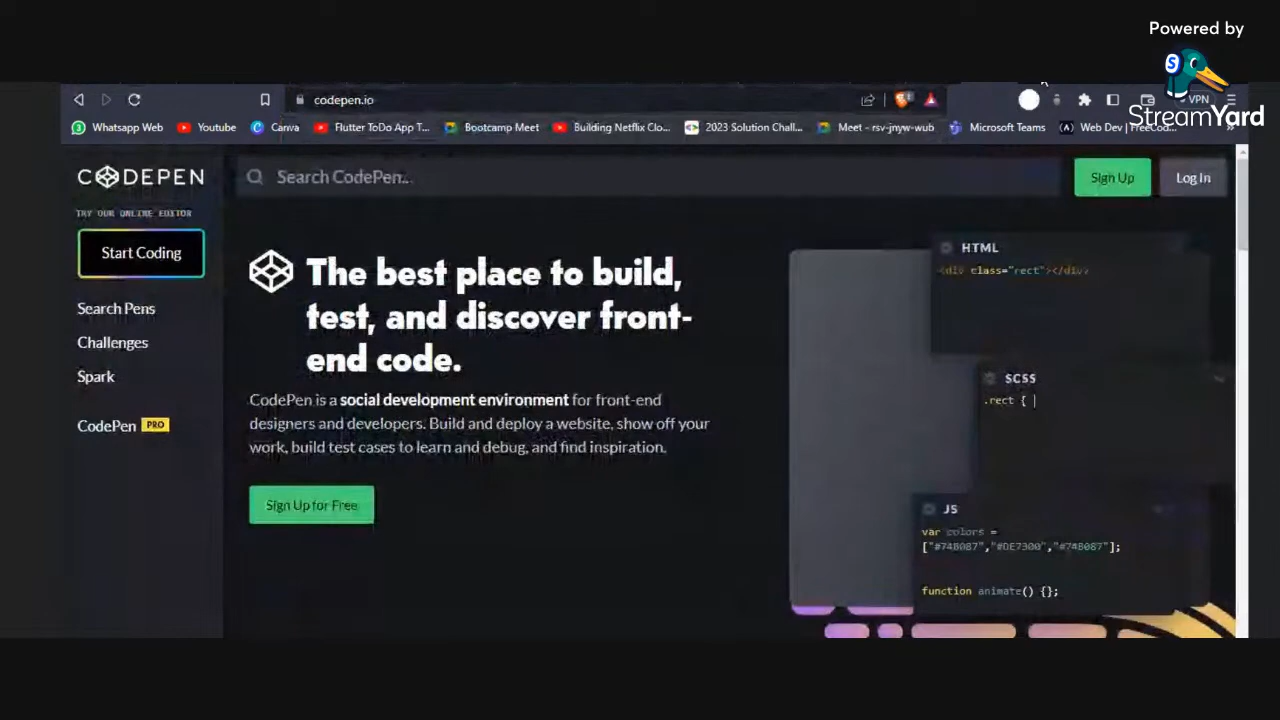 Powered by
StreamYard
codepen.io
VPN
Whatsapp Web
Youtube
Canva
Flutter ToDo App T...
Bootcamp Meet
Building Netflix Clo...
2023 Solution Chall...
Meet - rsv-jnyw-wub
Microsoft Teams
Web Dev | FreeCod...
CODEPEN
Search CodePen...
Sign Up
Log In
TRY OUR ONLINE EDITOR
Start Coding
Search Pens
Challenges
Spark
CodePen PRO
The best place to build,
test, and discover front-
end code.
CodePen is a social development environment for front-end
designers and developers. Build and deploy a website, show off your
work, build test cases to learn and debug, and find inspiration.
Sign Up for Free
HTML
<div class="rect"></div>
SCSS
.rect {
JS
var colors =
["#74B087","#DE7300","#74B087"];
function animate() {};